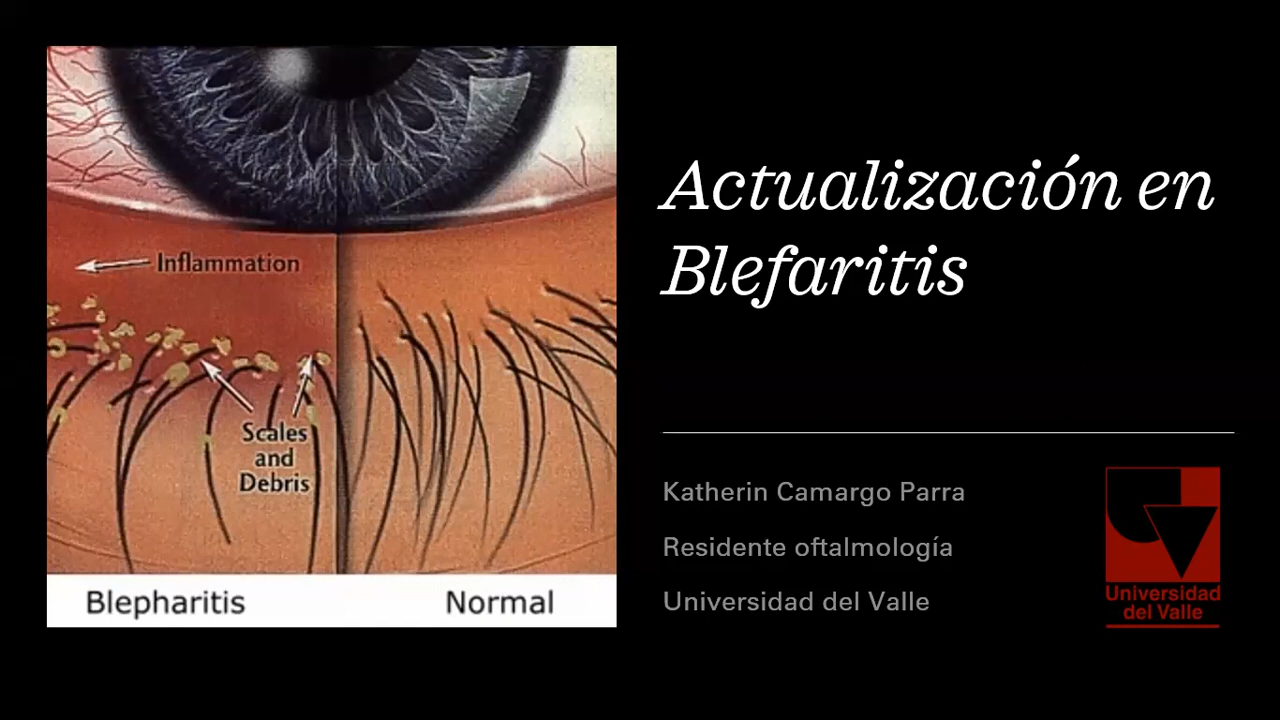 Inflammation
Scales
and
Debris
Blepharitis
Normal
Actualización en
Blefaritis
Katherin Camargo Parra
Residente oftalmología
Universidad del Valle
Universidad
del Valle